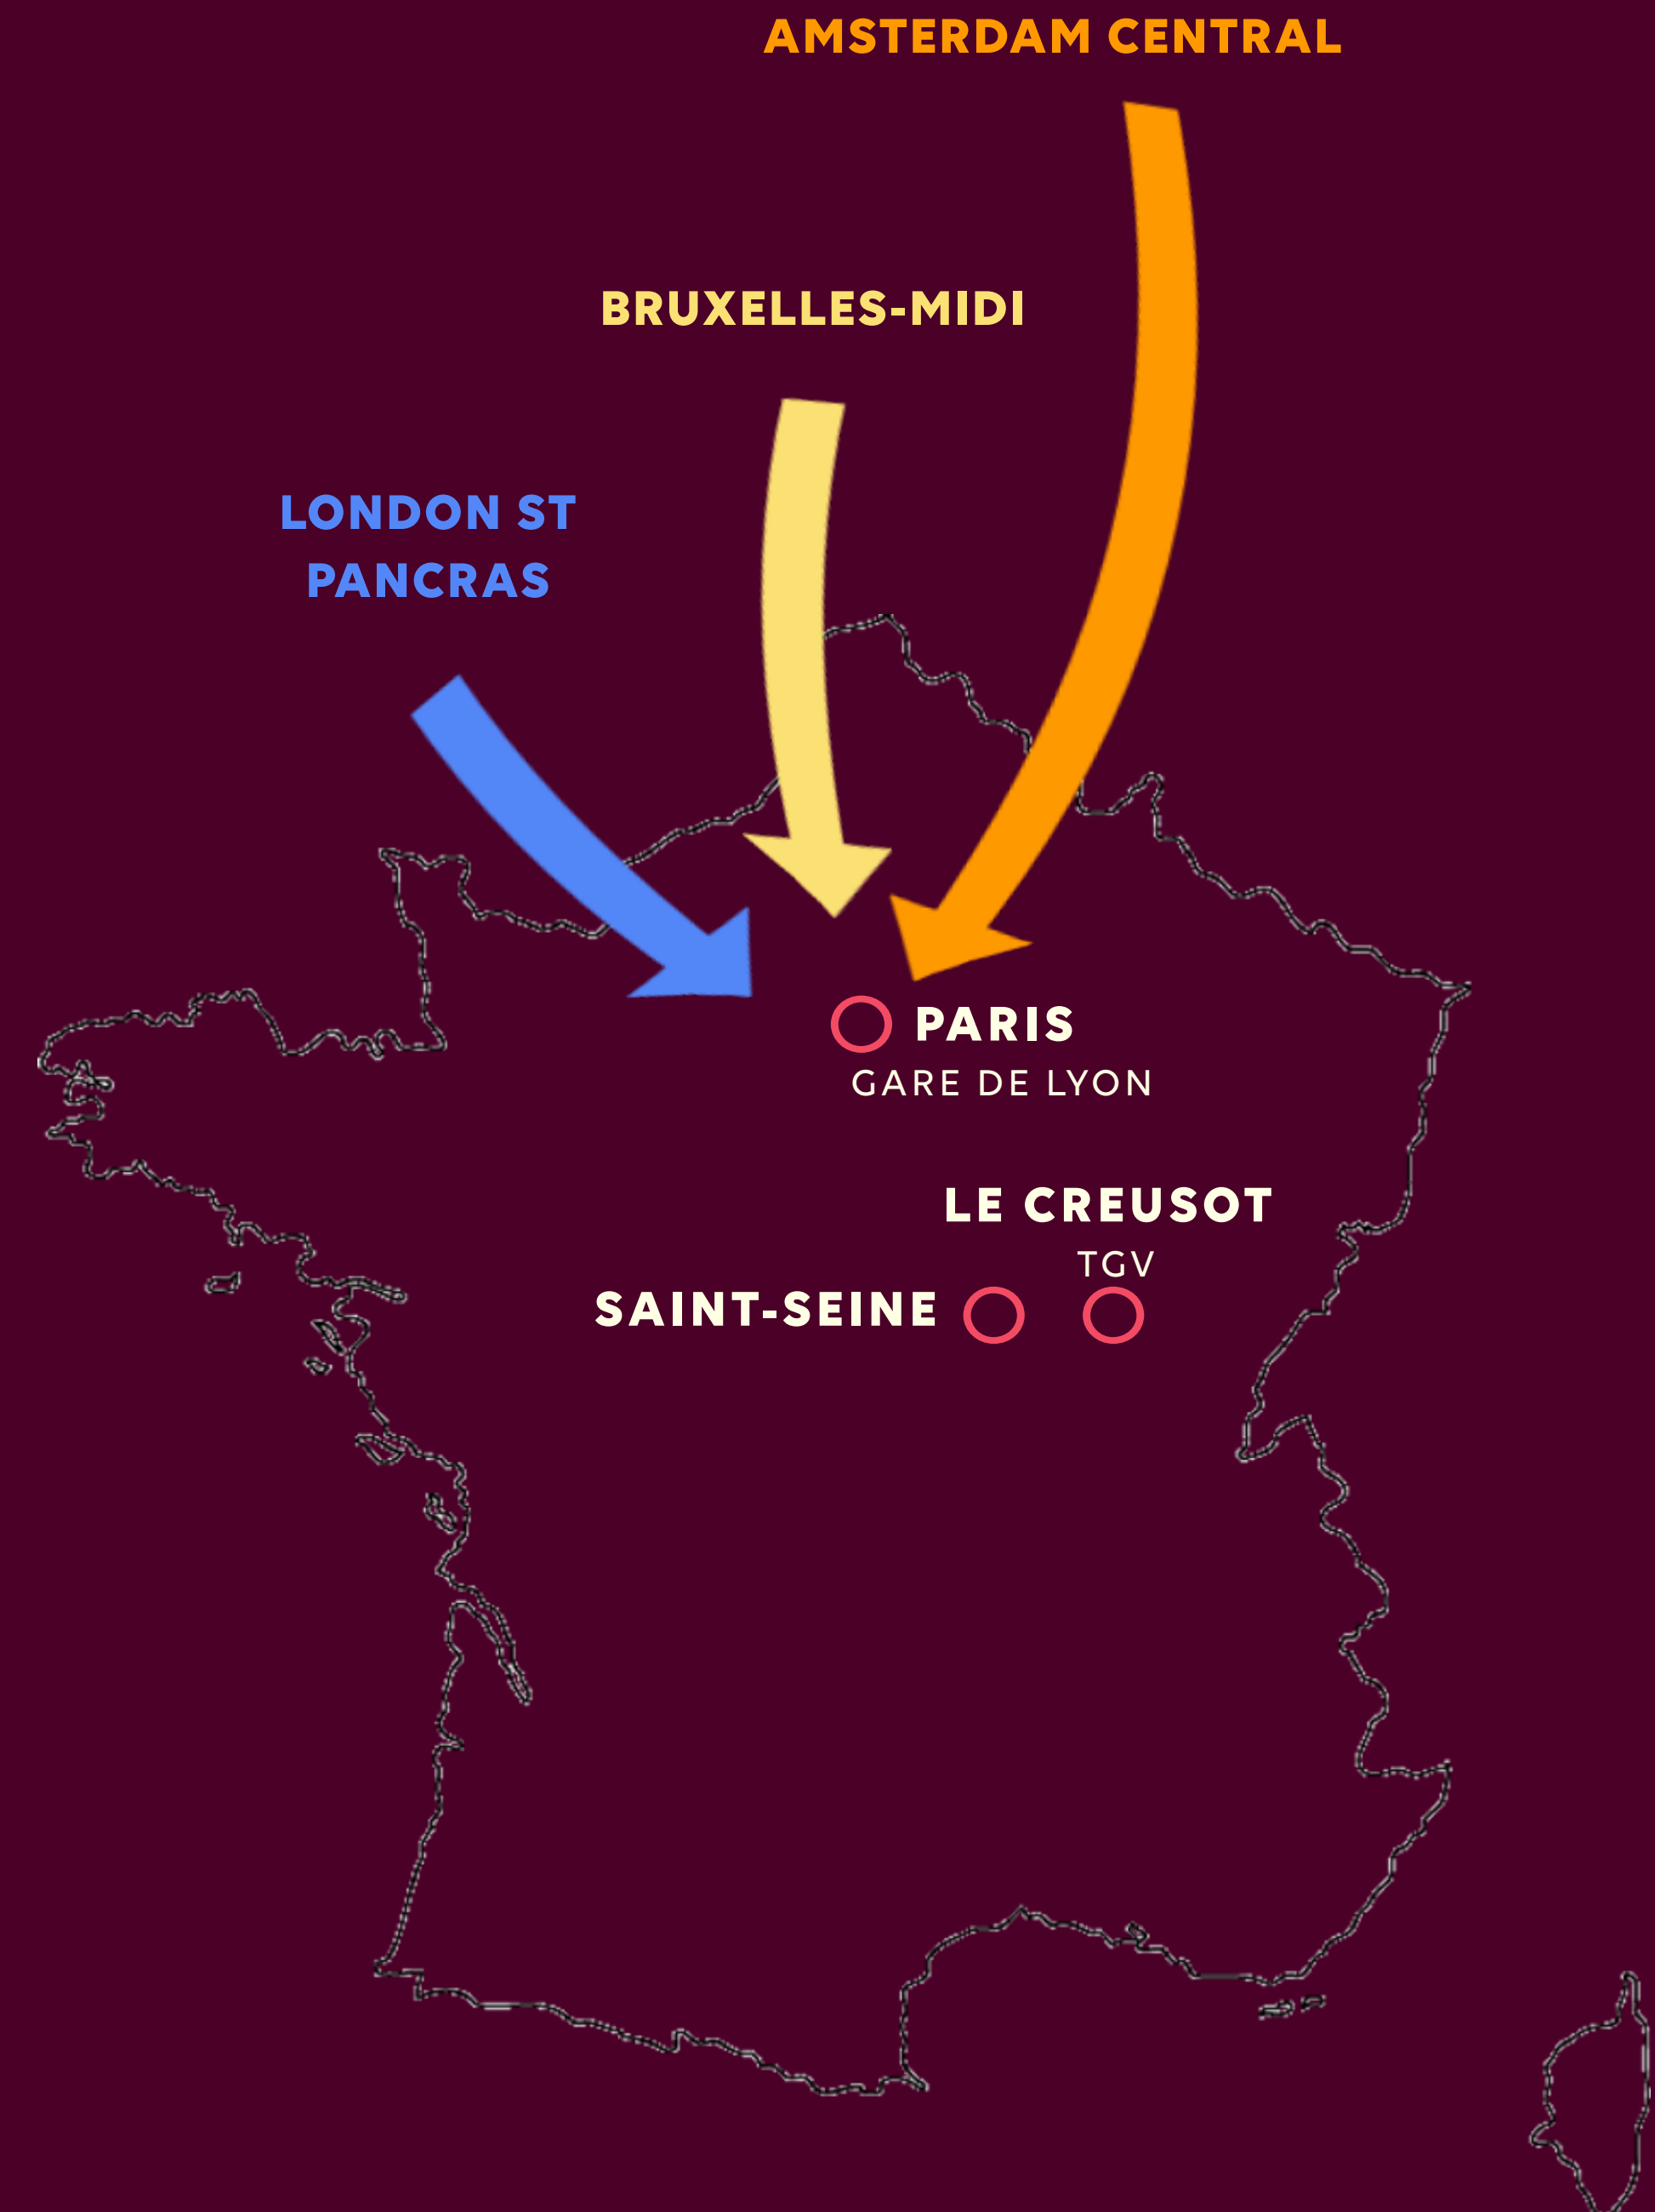 AMSTERDAM CENTRAL
BRUXELLES-MIDI
LONDON ST
PANCRAS
PARIS
GARE DE LYON
LE CREUSOT
TGV
SAINT-SEINE